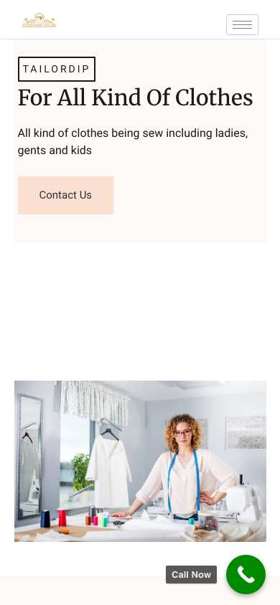 TAILORDIP
For All Kind Of Clothes
All kind of clothes being sew including ladies,
gents and kids
Contact Us
Call Now